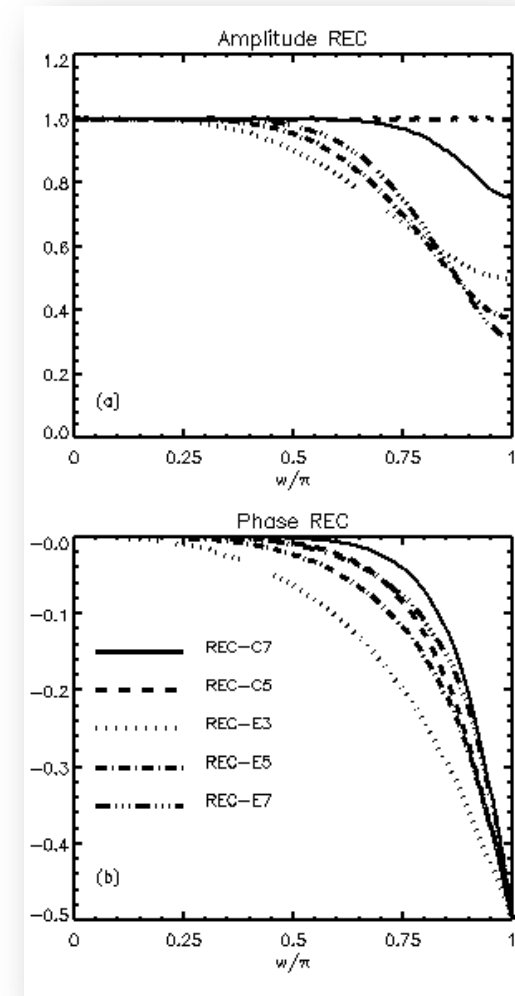 Amplitude REC
1.2
1.0
0.8
0.6
0.4
0.2
0.0
(a)
0 0.25 0.5 0.75 1
w/π
Phase REC
−0.0
−0.1
−0.2
−0.3
−0.4
−0.5
REC−C7
REC−C5
REC−E3
REC−E5
REC−E7
(b)
0 0.25 0.5 0.75 1
w/π